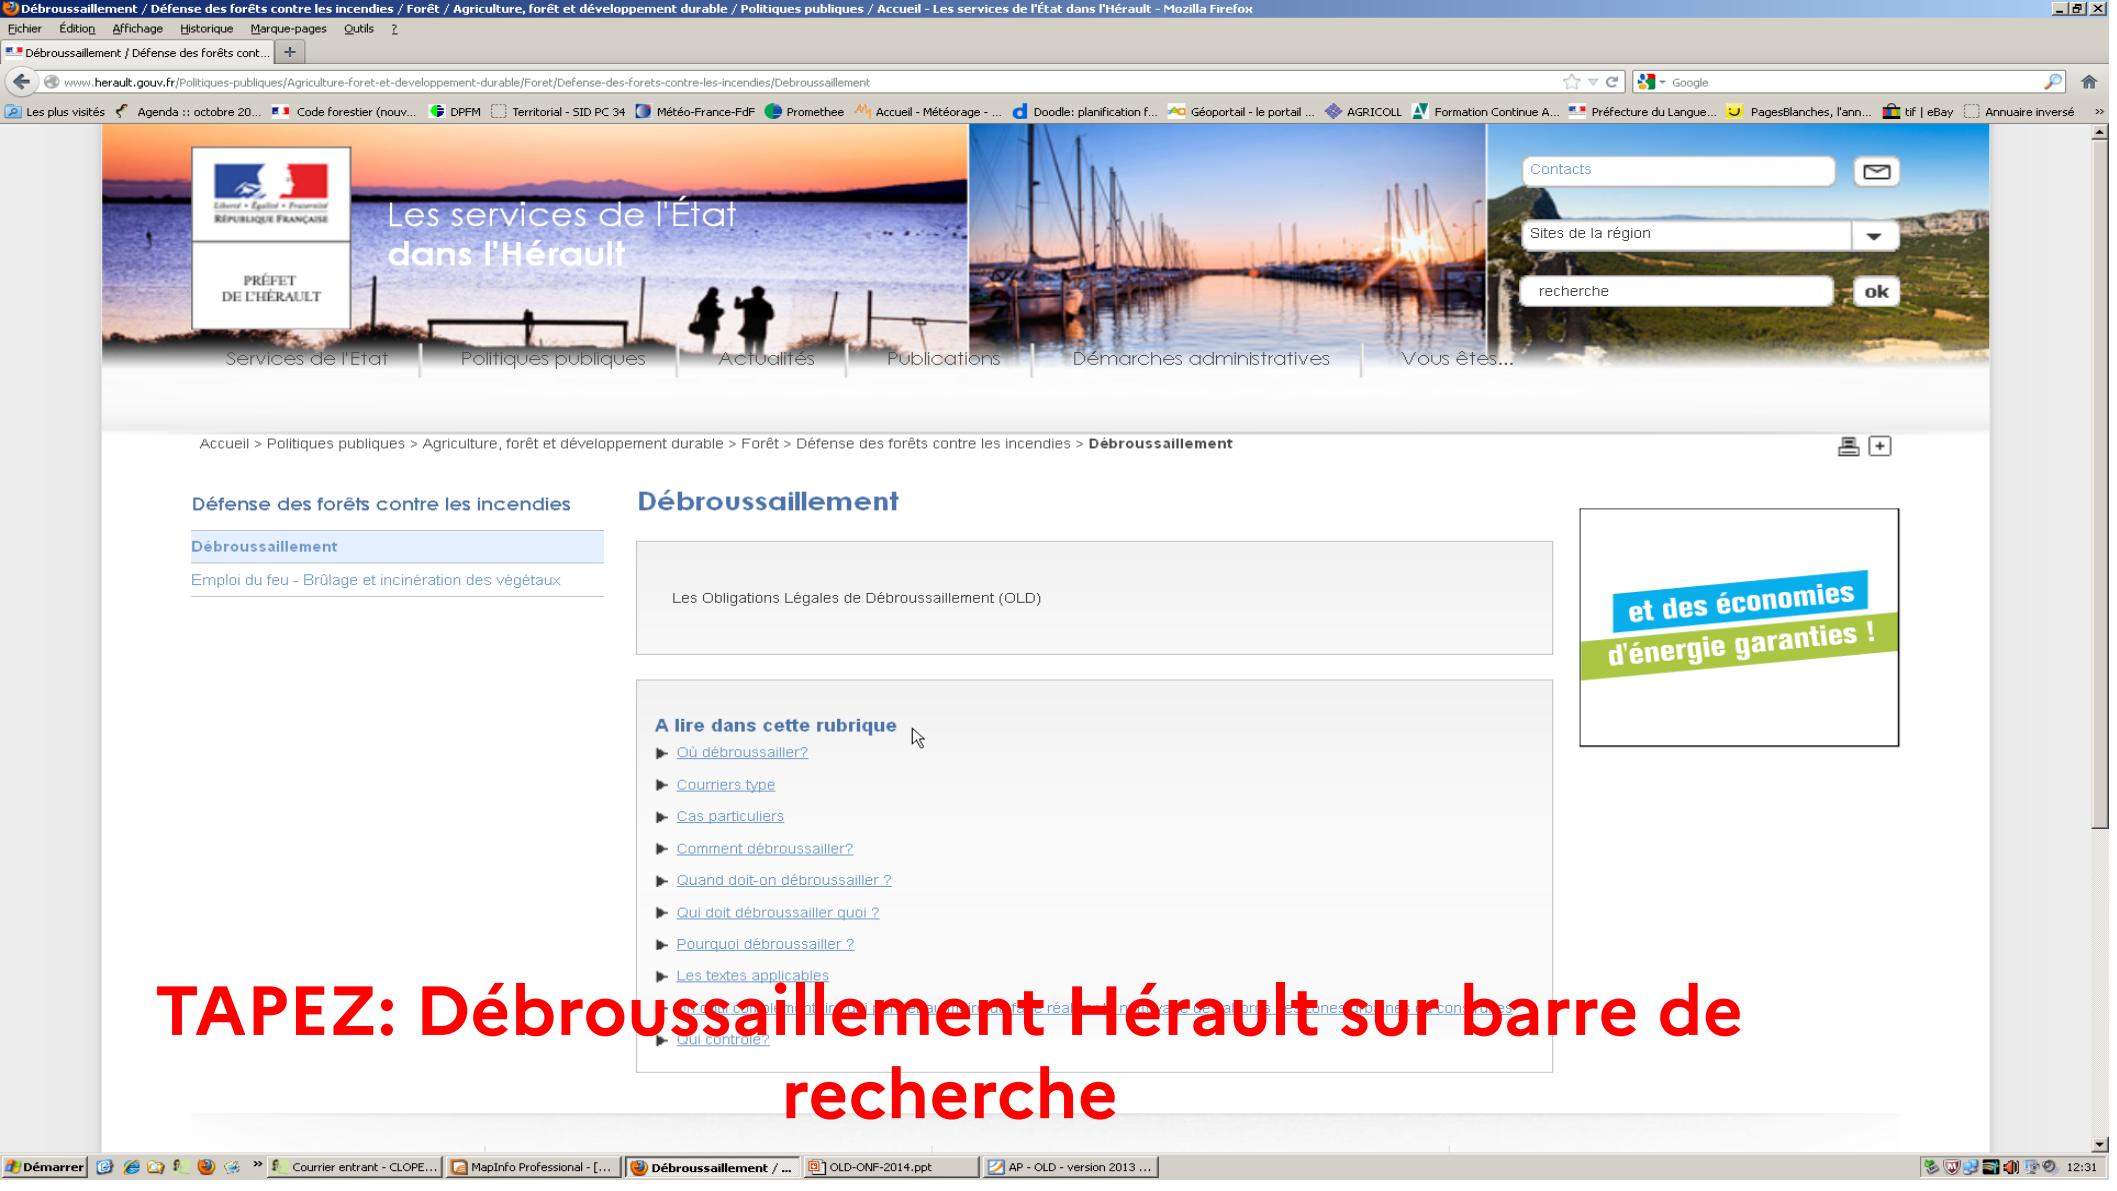 Débroussaillement / Défense des forêts contre les incendies / Forêt / Agriculture, forêt et développement durable / Politiques publiques / Accueil - Les services de l'État dans l'Hérault - Mozilla Firefox
Fichier Édition Affichage Historique Marque-pages Outils ?
Débroussaillement / Défense des forêts cont... +
www.herault.gouv.fr/Politiques-publiques/Agriculture-foret-et-developpement-durable/Foret/Defense-des-forets-contre-les-incendies/Debroussaillement Google
Les plus visités Agenda :: octobre 20... Code forestier (nouv... DPFM Territorial - SID PC 34 Météo-France-FdF Promethee Accueil - Météorage - ... Doodle: planification f... Géoportail - le portail ... AGRICOLL Formation Continue A... Préfecture du Langue... PagesBlanches, l'ann... tif | eBay Annuaire inversé »
Liberté • Égalité • Fraternité
RÉPUBLIQUE FRANÇAISE
PRÉFET
DE L'HÉRAULT
Les services de l'État
dans l'Hérault
Contacts
Sites de la région
recherche ok
Services de l'Etat Politiques publiques Actualités Publications Démarches administratives Vous êtes...
Accueil > Politiques publiques > Agriculture, forêt et développement durable > Forêt > Défense des forêts contre les incendies > Débroussaillement
Défense des forêts contre les incendies
Débroussaillement
Emploi du feu - Brûlage et incinération des végétaux
Débroussaillement
Les Obligations Légales de Débroussaillement (OLD)
et des économies
d'énergie garanties !
A lire dans cette rubrique
Où débroussailler?
Courriers type
Cas particuliers
Comment débroussailler?
Quand doit-on débroussailler ?
Qui doit débroussailler quoi ?
Pourquoi débroussailler ?
Les textes applicables
Qui contrôle?
TAPEZ: Débroussaillement Hérault sur barre de
recherche
Démarrer » Courrier entrant - CLOPE... MapInfo Professional - [... Débroussaillement / ... OLD-ONF-2014.ppt AP - OLD - version 2013 ... 12:31